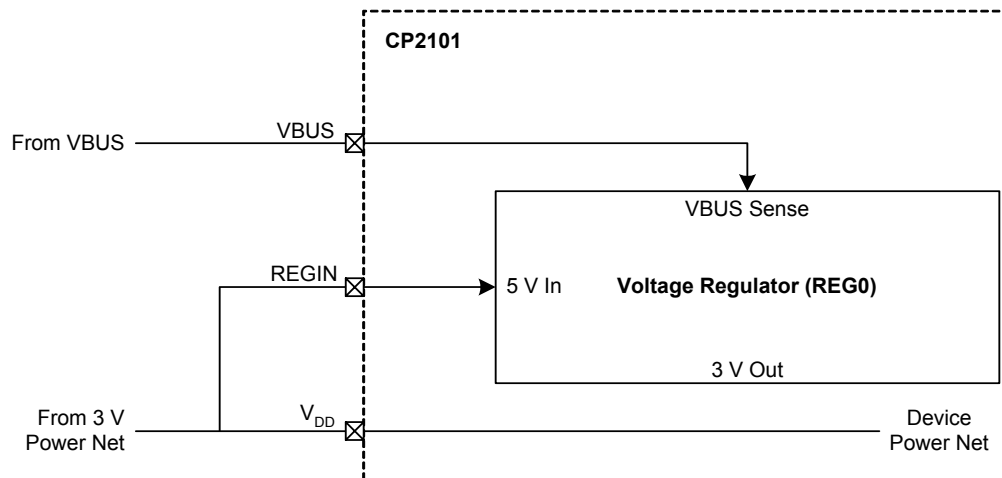 CP2101
From VBUS
VBUS
VBUS Sense
REGIN
5 V In
Voltage Regulator (REG0)
3 V Out
From 3 V
Power Net
VDD
Device
Power Net